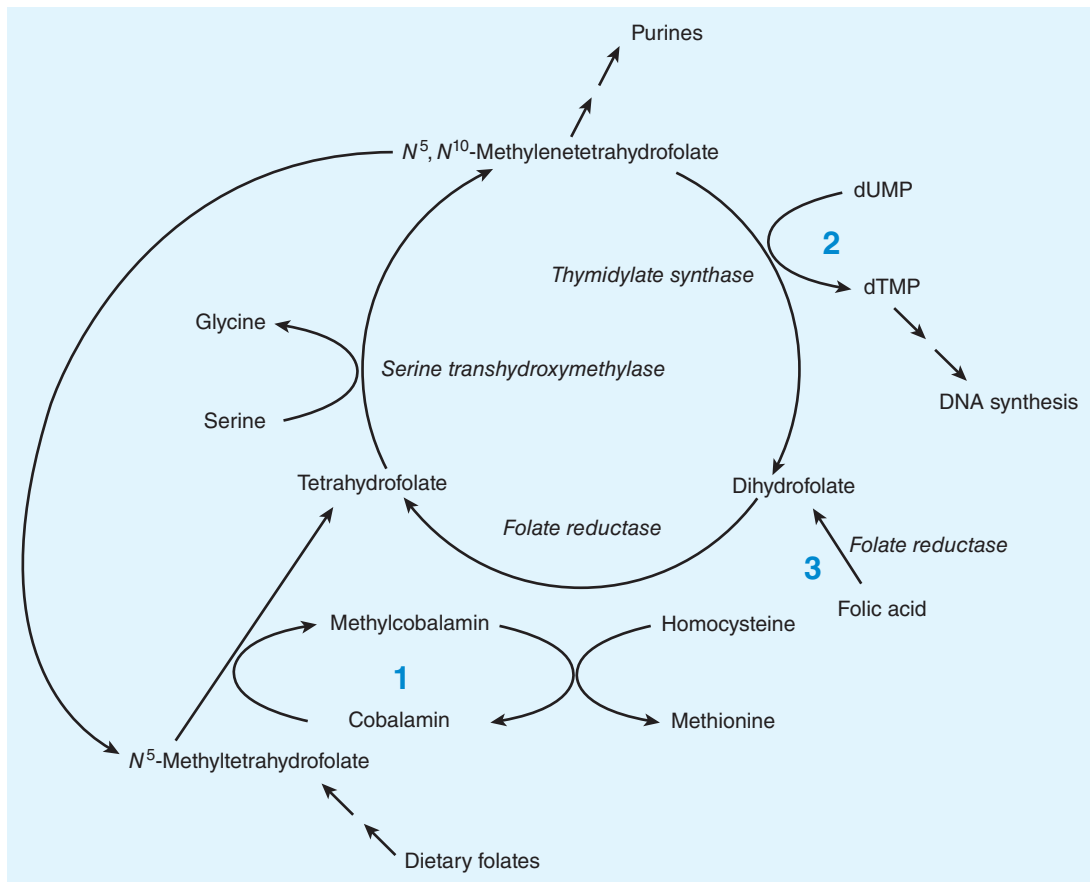 Purines
N⁵, N¹⁰-Methylenetetrahydrofolate
dUMP
2
Thymidylate synthase
dTMP
Glycine
Serine transhydroxymethylase
DNA synthesis
Serine
Tetrahydrofolate
Dihydrofolate
Folate reductase
Folate reductase
3
Folic acid
Methylcobalamin
Homocysteine
1
Cobalamin
Methionine
N⁵-Methyltetrahydrofolate
Dietary folates